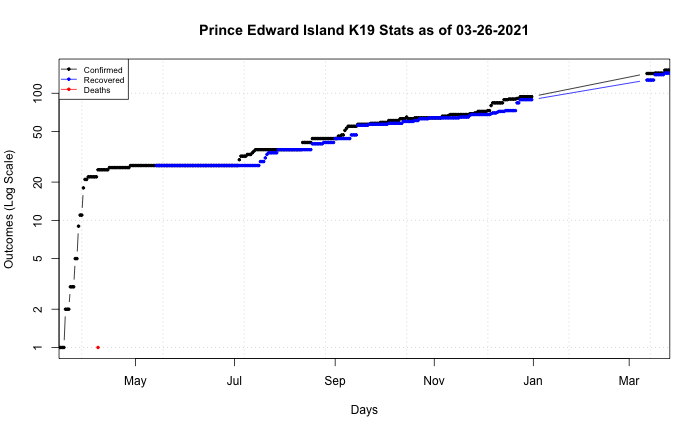 Prince Edward Island K19 Stats as of 03-26-2021
Confirmed
Recovered
Deaths
Outcomes (Log Scale)
100
50
20
10
5
2
1
May
Jul
Sep
Nov
Jan
Mar
Days